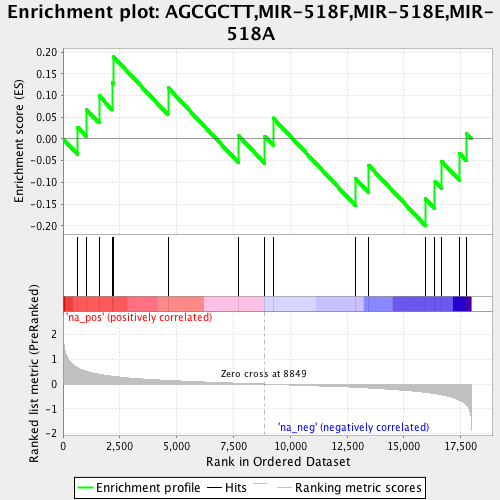 Enrichment plot: AGCGCTT,MIR-518F,MIR-518E,MIR-
518A
Enrichment score (ES)
0.20
0.15
0.10
0.05
0.00
-0.05
-0.10
-0.15
-0.20
'na_pos' (positively correlated)
Ranked list metric (PreRanked)
2
1
0
-1
-2
Zero cross at 8849
'na_neg' (negatively correlated)
0 2,500 5,000 7,500 10,000 12,500 15,000 17,500
Rank in Ordered Dataset
Enrichment profile Hits Ranking metric scores